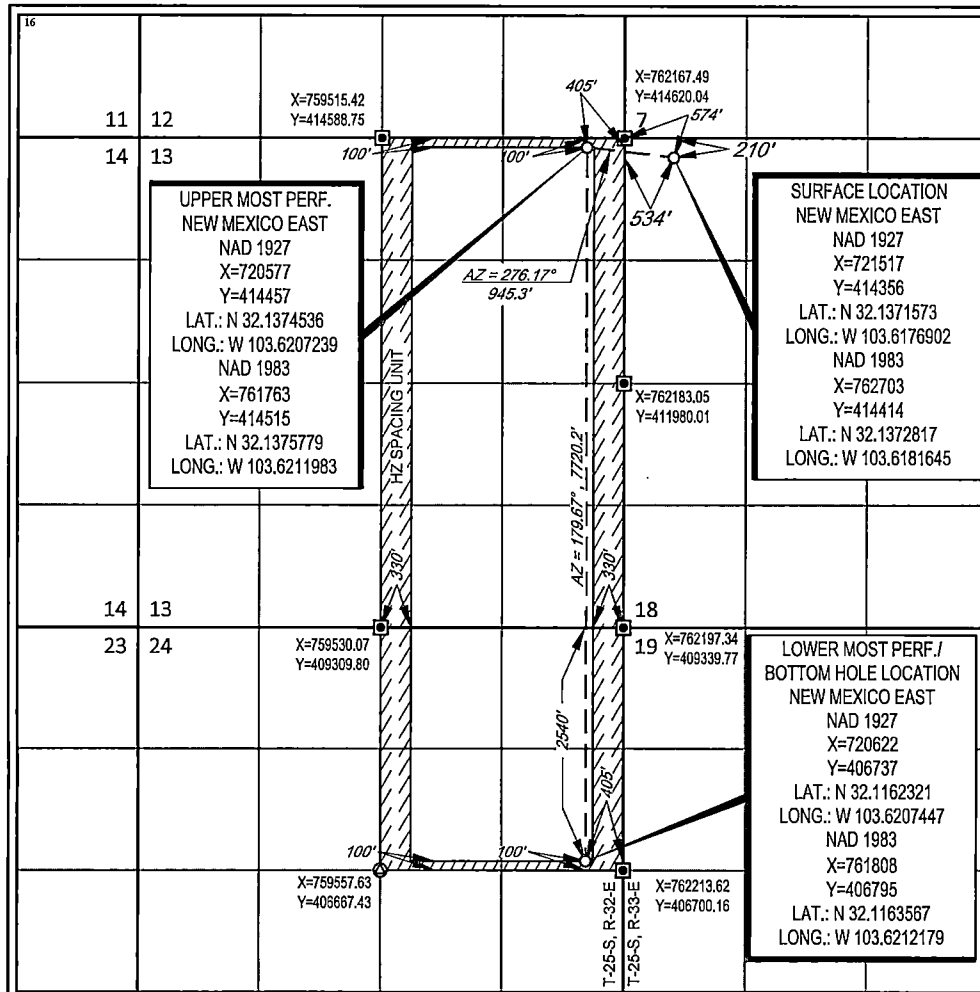 16
X=759515.42
Y=414588.75
405'
X=762167.49
Y=414620.04
11 12
7
574'
14 13
100'
100'
210'
534'
UPPER MOST PERF.
NEW MEXICO EAST
NAD 1927
X=720577
Y=414457
LAT.: N 32.1374536
LONG.: W 103.6207239
NAD 1983
X=761763
Y=414515
LAT.: N 32.1375779
LONG.: W 103.6211983
AZ = 276.17°
945.3'
SURFACE LOCATION
NEW MEXICO EAST
NAD 1927
X=721517
Y=414356
LAT.: N 32.1371573
LONG.: W 103.6176902
NAD 1983
X=762703
Y=414414
LAT.: N 32.1372817
LONG.: W 103.6181645
HZ SPACING UNIT
X=762183.05
Y=411980.01
AZ = 179.67°, 7720.2'
330'
330'
14 13
18
23 24
19
X=759530.07
Y=409309.80
X=762197.34
Y=409339.77
2540'
405'
LOWER MOST PERF./
BOTTOM HOLE LOCATION
NEW MEXICO EAST
NAD 1927
X=720622
Y=406737
LAT.: N 32.1162321
LONG.: W 103.6207447
NAD 1983
X=761808
Y=406795
LAT.: N 32.1163567
LONG.: W 103.6212179
100'
100'
X=759557.63
Y=406667.43
T-25-S, R-32-E
T-25-S, R-33-E
X=762213.62
Y=406700.16